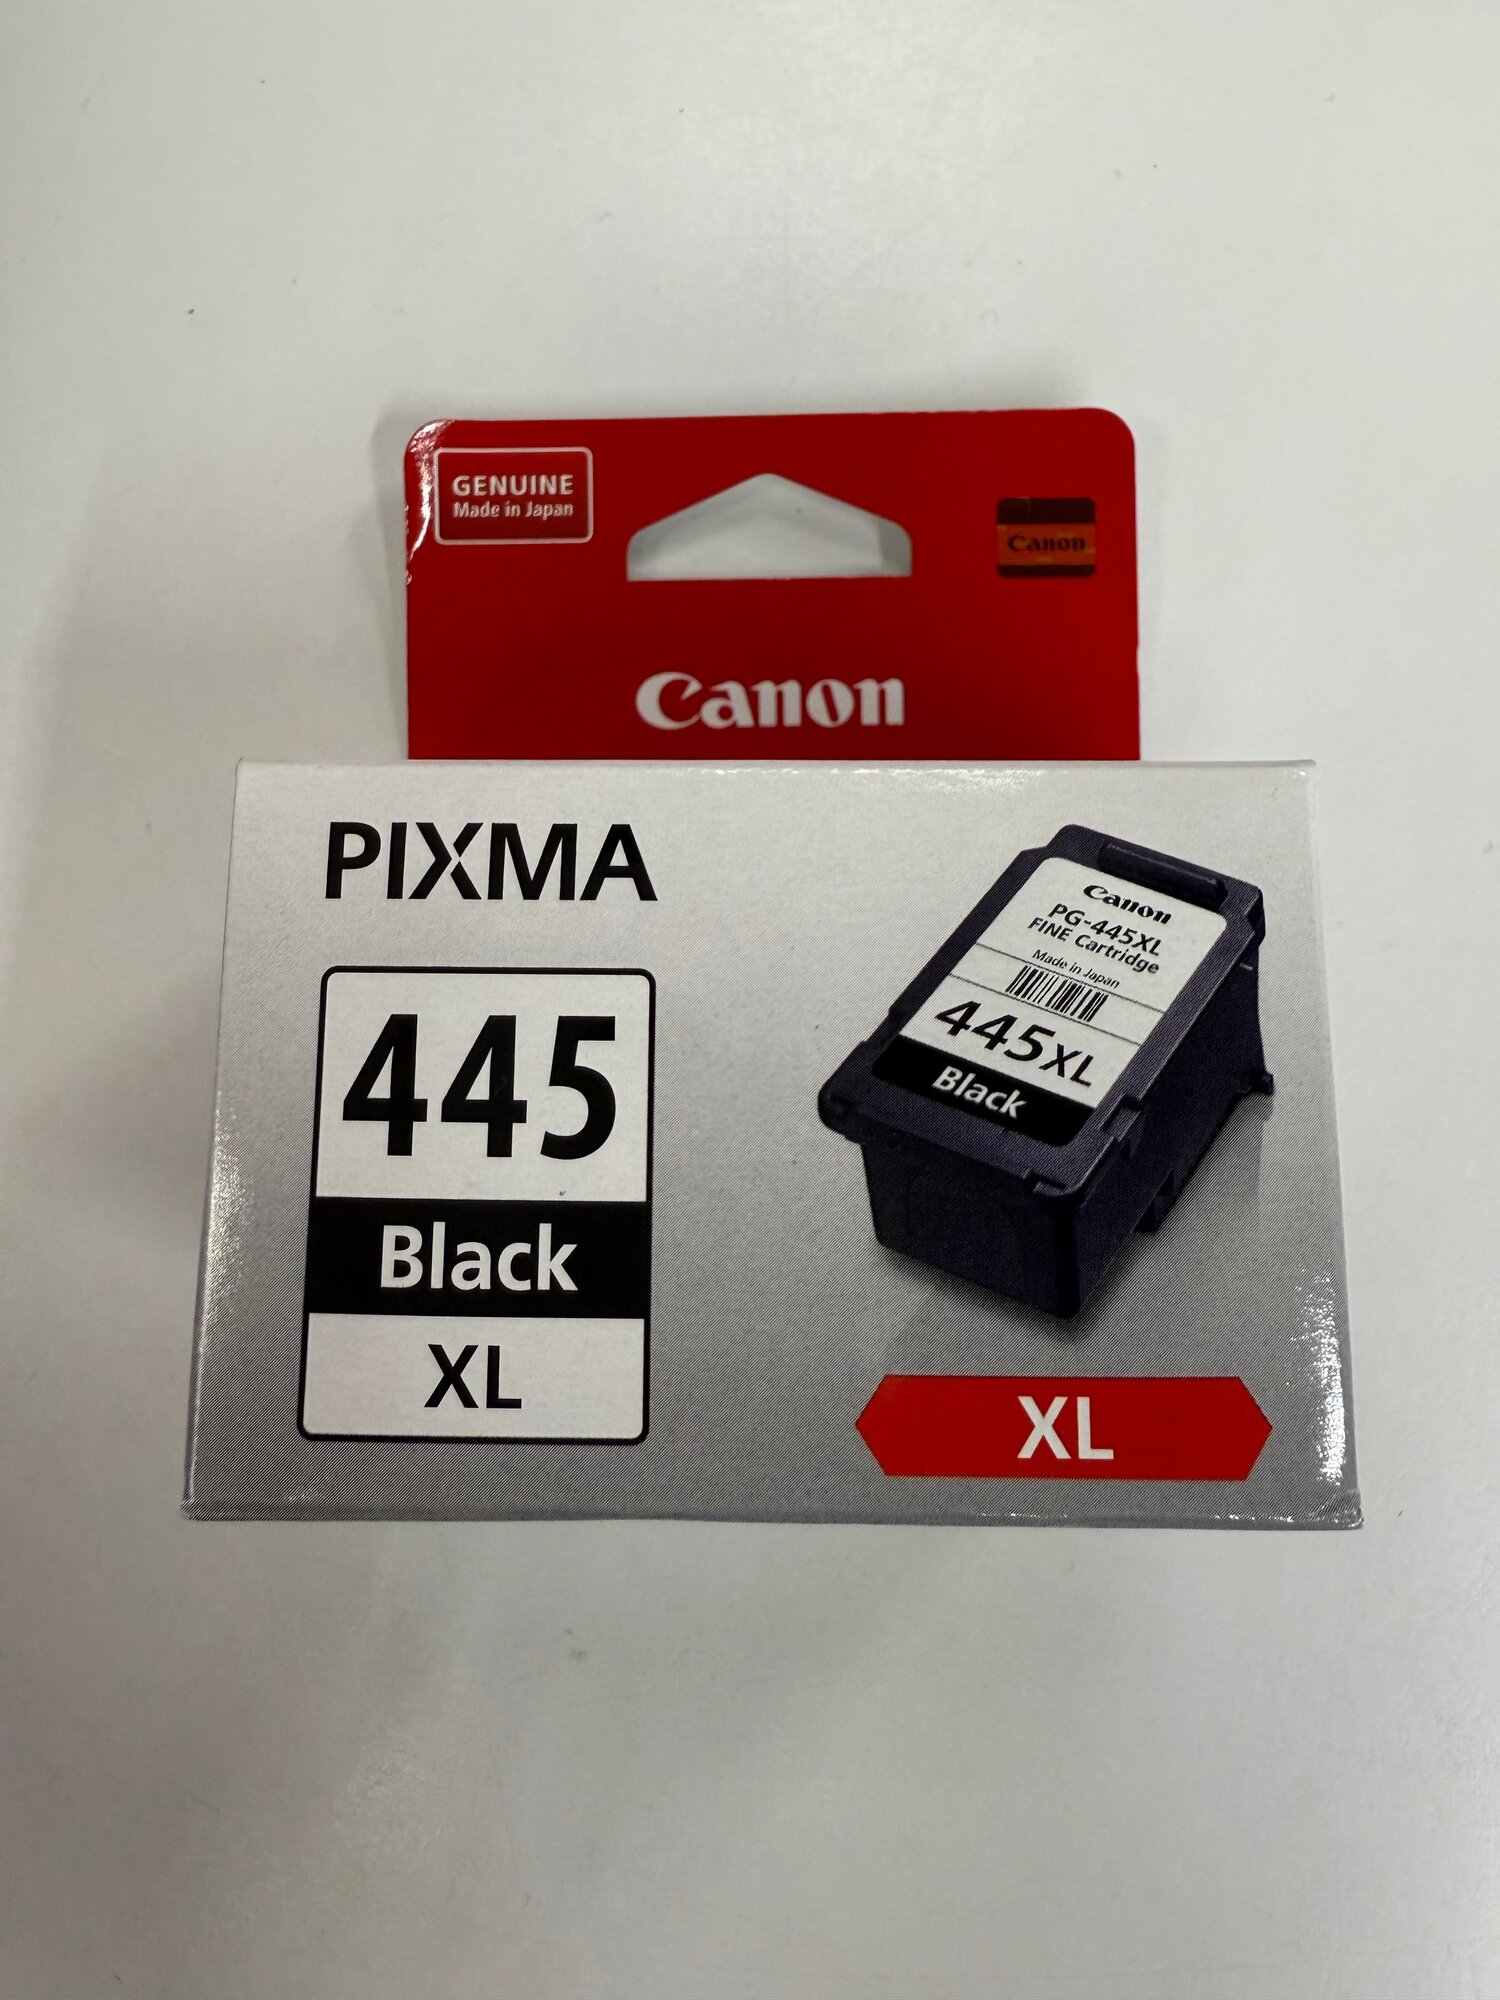 GENUINE
Made in Japan
Canon
Canon
PIXMA
445
Black
XL
Canon
PG-445XL
FINE Cartridge
Made in Japan
445XL
Black
XL